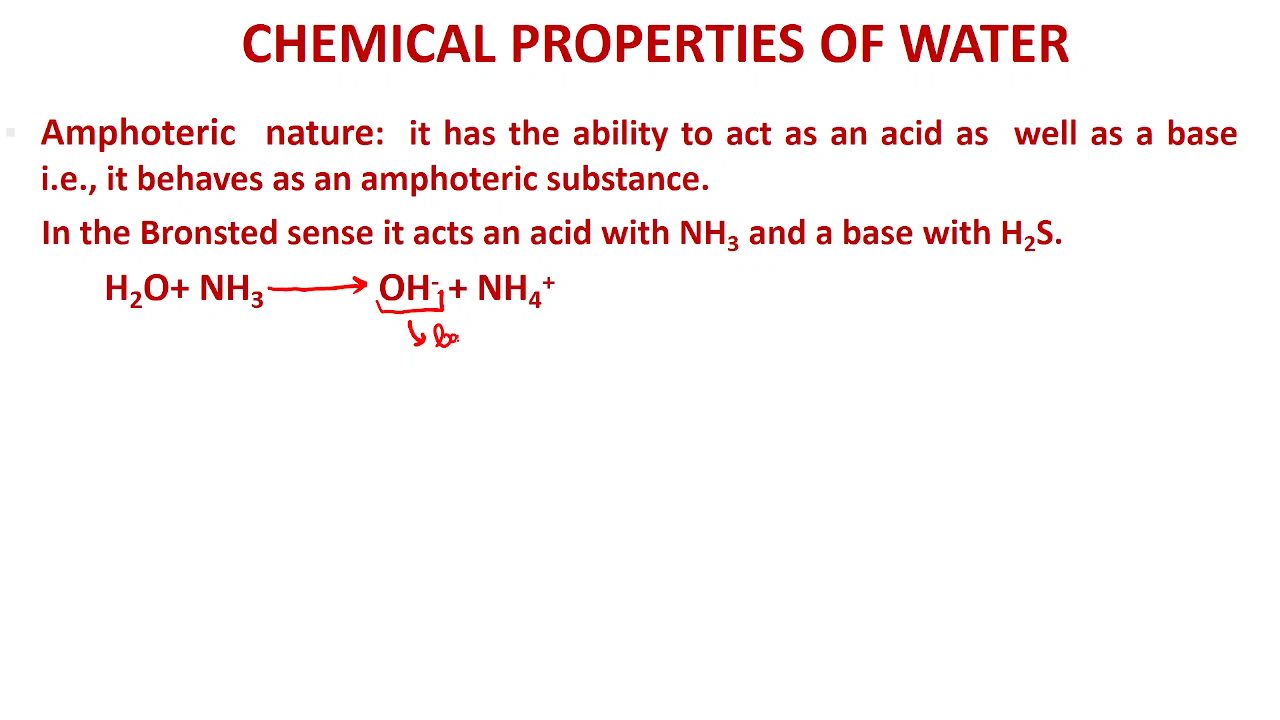 CHEMICAL PROPERTIES OF WATER
Amphoteric nature: it has the ability to act as an acid as well as a base
i.e., it behaves as an amphoteric substance.
In the Bronsted sense it acts an acid with NH₃ and a base with H₂S.
H₂O+ NH₃ ⟶ OH⁻ + NH₄⁺